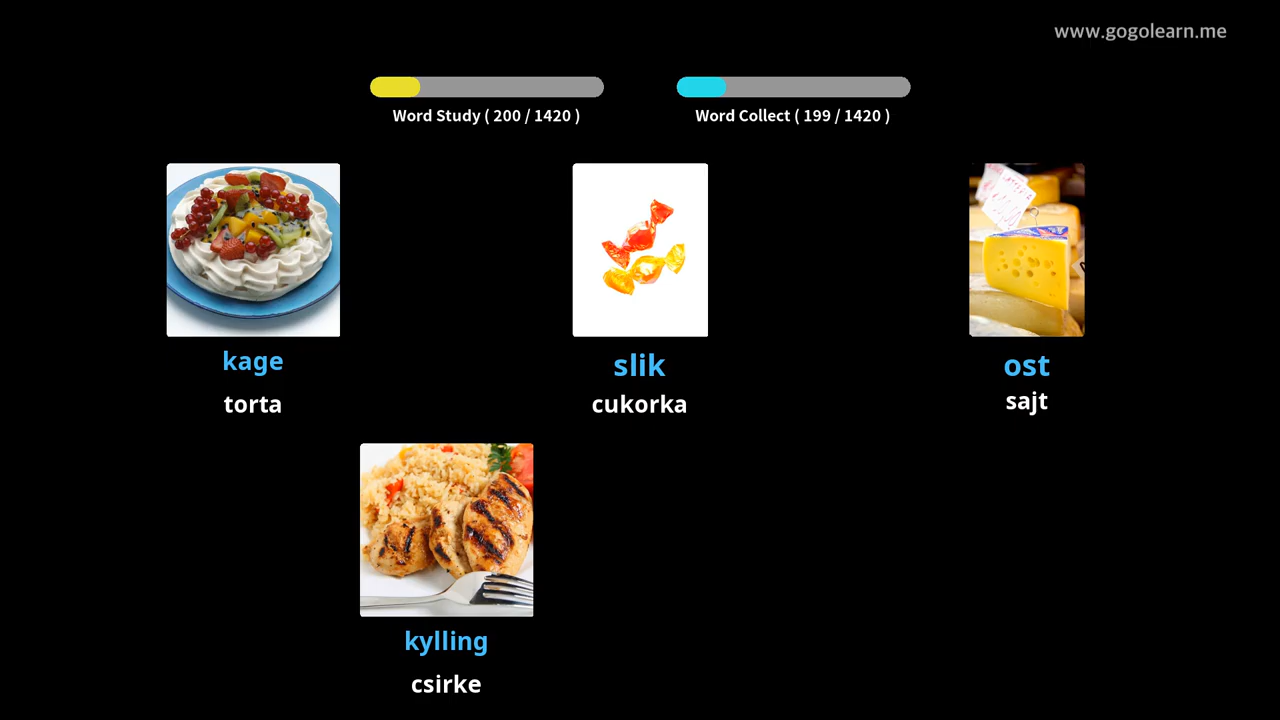 www.gogolearn.me
Word Study ( 200 / 1420 )
Word Collect ( 199 / 1420 )
kage
torta
slik
cukorka
ost
sajt
kylling
csirke